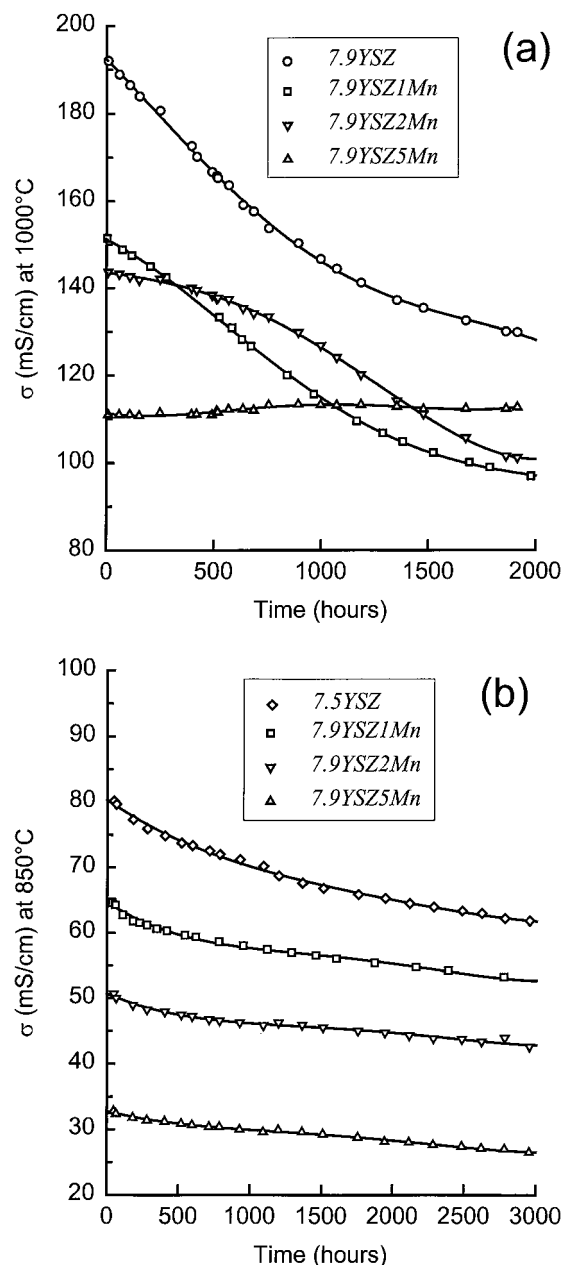 (a)
200
180
160
140
120
100
80
σ (mS/cm) at 1000°C
7.9YSZ
7.9YSZ1Mn
7.9YSZ2Mn
7.9YSZ5Mn
0 500 1000 1500 2000
Time (hours)
(b)
100
90
80
70
60
50
40
30
20
σ (mS/cm) at 850°C
7.5YSZ
7.9YSZ1Mn
7.9YSZ2Mn
7.9YSZ5Mn
0 500 1000 1500 2000 2500 3000
Time (hours)